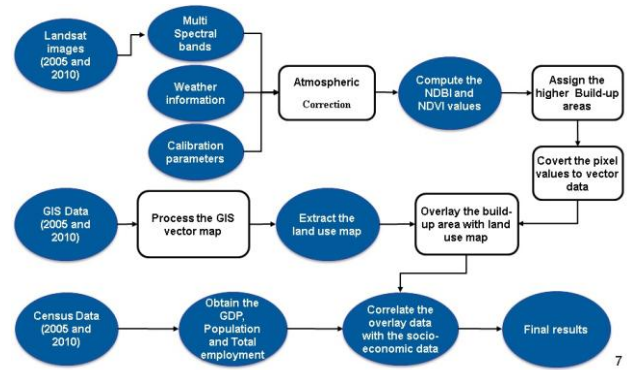 Landsat
images
(2005 and
2010)
Multi
Spectral
bands
Weather
information
Calibration
parameters
Atmospheric
Correction
Compute the
NDBI and
NDVI values
Assign the
higher Build-up
areas
Covert the pixel
values to vector
data
GIS Data
(2005 and
2010)
Process the GIS
vector map
Extract the
land use map
Overlay the build-
up area with land
use map
Census Data
(2005 and
2010)
Obtain the
GDP,
Population
and Total
employment
Correlate the
overlay data
with the socio-
economic data
Final results
7